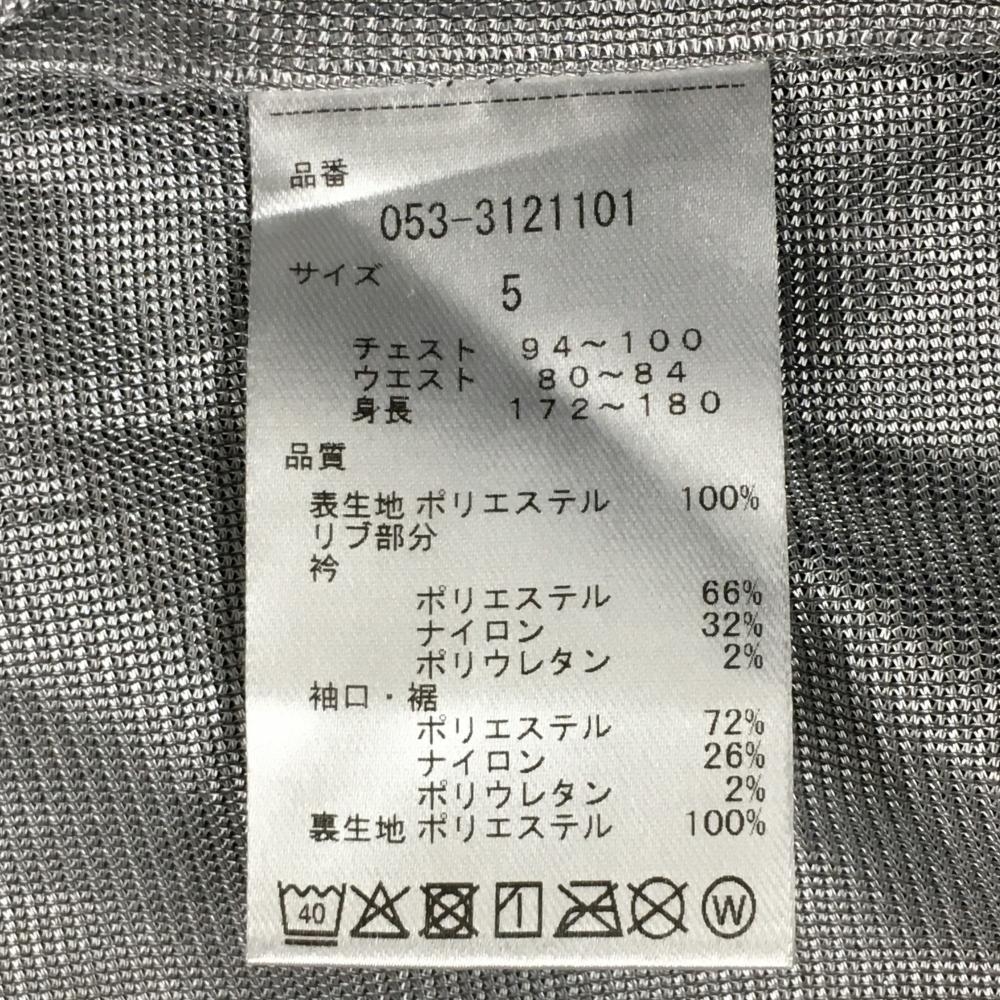 品番
053-3121101
サイズ
5
チェスト 94～100
ウエスト 80～84
身長 172～180
品質
表生地 ポリエステル 100%
リブ部分
衿
ポリエステル 66%
ナイロン 32%
ポリウレタン 2%
袖口・裾
ポリエステル 72%
ナイロン 26%
ポリウレタン 2%
裏生地 ポリエステル 100%
40 W